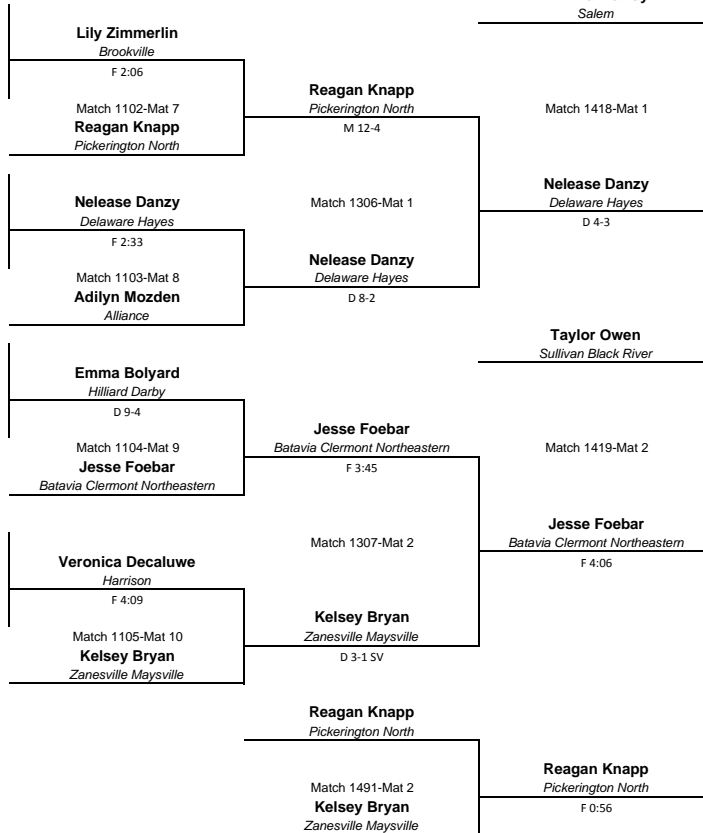 Salem
Lily Zimmerlin
Brookville
F 2:06
Match 1102-Mat 7
Reagan Knapp
Pickerington North
Nelease Danzy
Delaware Hayes
F 2:33
Match 1103-Mat 8
Adilyn Mozden
Alliance
Emma Bolyard
Hilliard Darby
D 9-4
Match 1104-Mat 9
Jesse Foebar
Batavia Clermont Northeastern
Veronica Decaluwe
Harrison
F 4:09
Match 1105-Mat 10
Kelsey Bryan
Zanesville Maysville
Reagan Knapp
Pickerington North
M 12-4
Match 1306-Mat 1
Nelease Danzy
Delaware Hayes
D 8-2
Jesse Foebar
Batavia Clermont Northeastern
F 3:45
Match 1307-Mat 2
Kelsey Bryan
Zanesville Maysville
D 3-1 SV
Match 1418-Mat 1
Nelease Danzy
Delaware Hayes
D 4-3
Taylor Owen
Sullivan Black River
Match 1419-Mat 2
Jesse Foebar
Batavia Clermont Northeastern
F 4:06
Reagan Knapp
Pickerington North
Match 1491-Mat 2
Kelsey Bryan
Zanesville Maysville
Reagan Knapp
Pickerington North
F 0:56